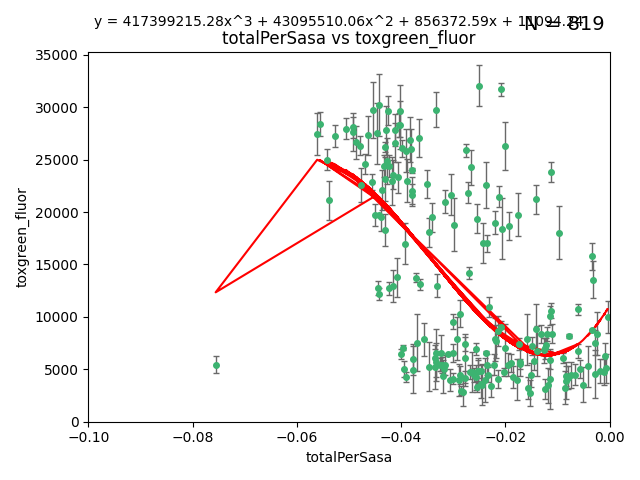 y = 417399215.28x^3 + 43095510.06x^2 + 856372.59x +
N = 819
totalPerSasa vs toxgreen_fluor
35000
30000
25000
20000
15000
10000
5000
0
toxgreen_fluor
−0.10 −0.08 −0.06 −0.04 −0.02 0.00
totalPerSasa